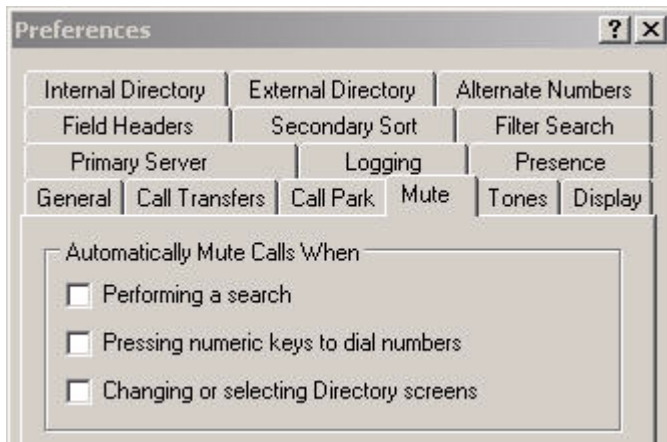 Preferences
Internal Directory External Directory Alternate Numbers
Field Headers Secondary Sort Filter Search
Primary Server Logging Presence
General Call Transfers Call Park Mute Tones Display
Automatically Mute Calls When
Performing a search
Pressing numeric keys to dial numbers
Changing or selecting Directory screens